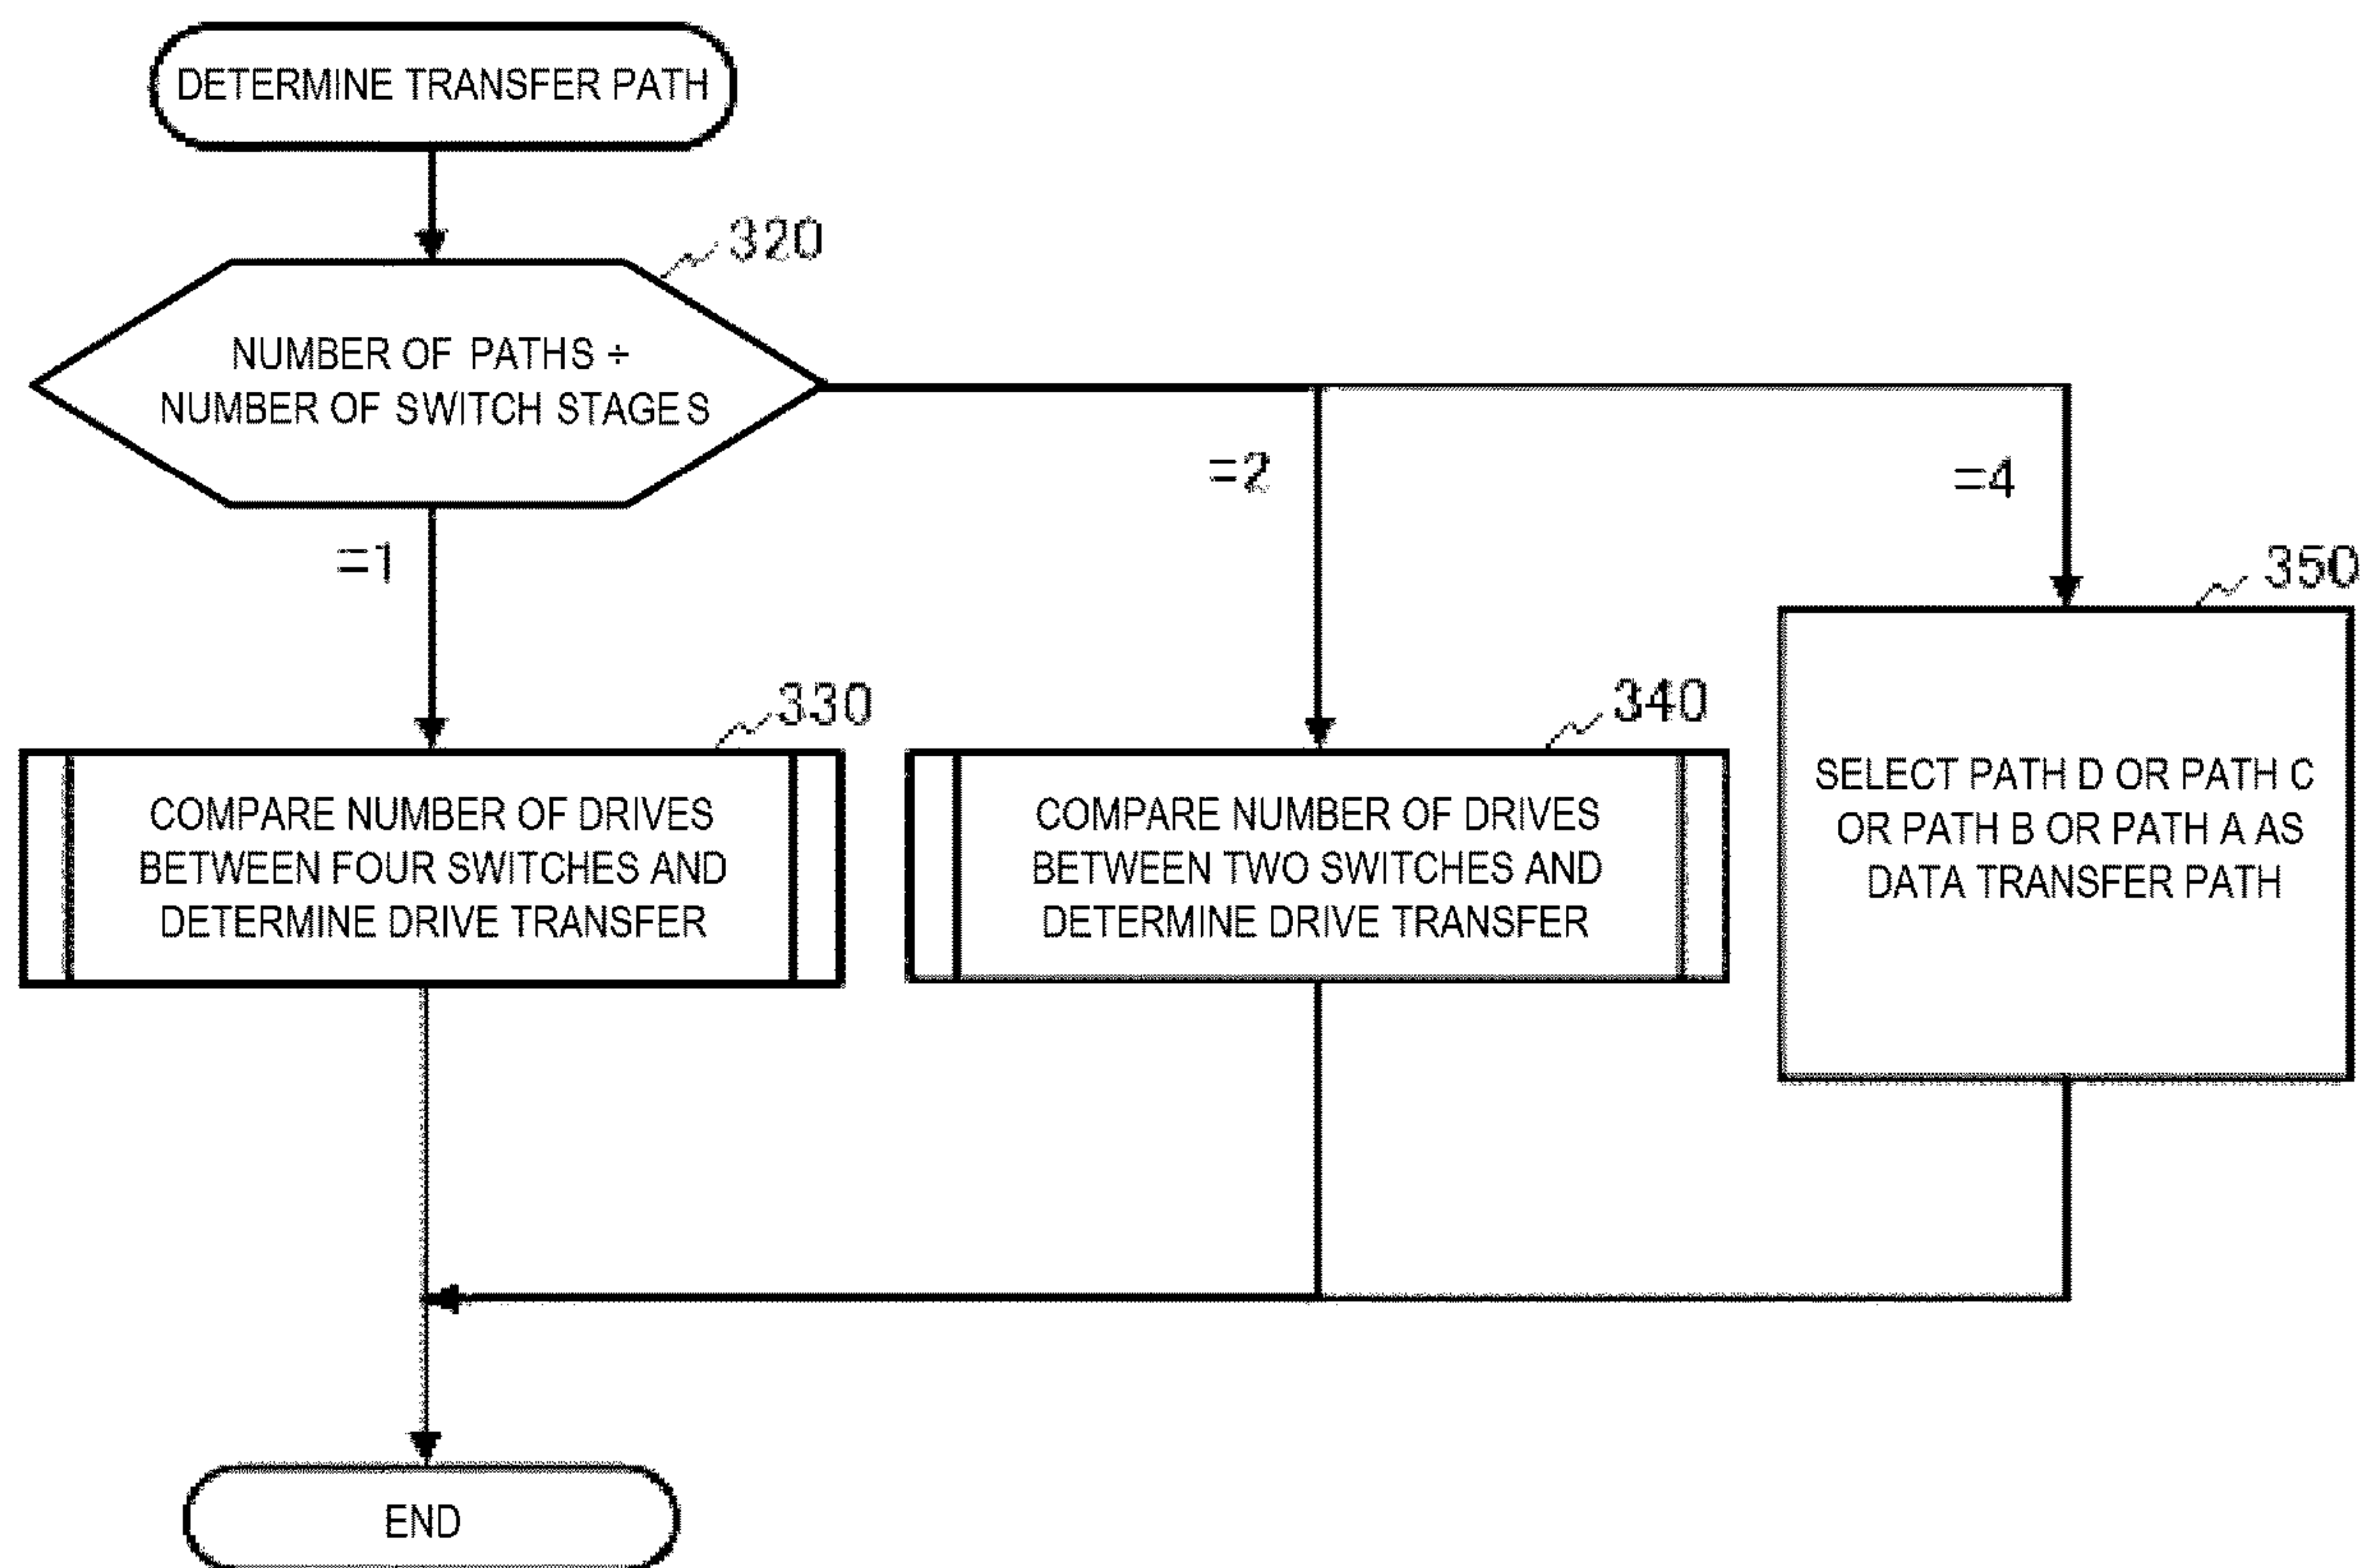 DETERMINE TRANSFER PATH
320
NUMBER OF PATHS ÷
NUMBER OF SWITCH STAGES
=1
=2
=4
330
COMPARE NUMBER OF DRIVES
BETWEEN FOUR SWITCHES AND
DETERMINE DRIVE TRANSFER
340
COMPARE NUMBER OF DRIVES
BETWEEN TWO SWITCHES AND
DETERMINE DRIVE TRANSFER
350
SELECT PATH D OR PATH C
OR PATH B OR PATH A AS
DATA TRANSFER PATH
END